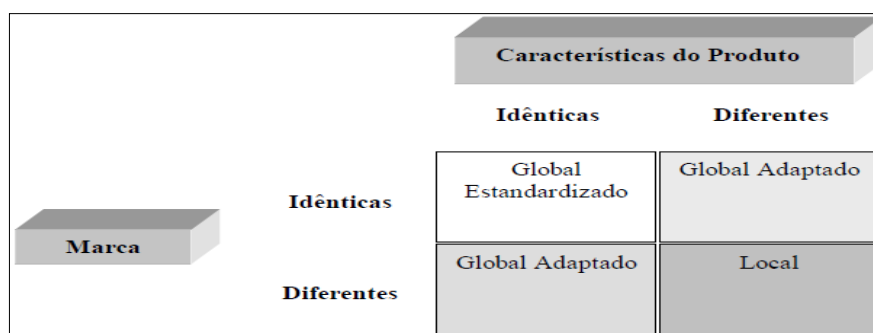 Características do Produto
Idênticas Diferentes
Idênticas
Global
Estandardizado
Global Adaptado
Marca
Diferentes
Global Adaptado
Local